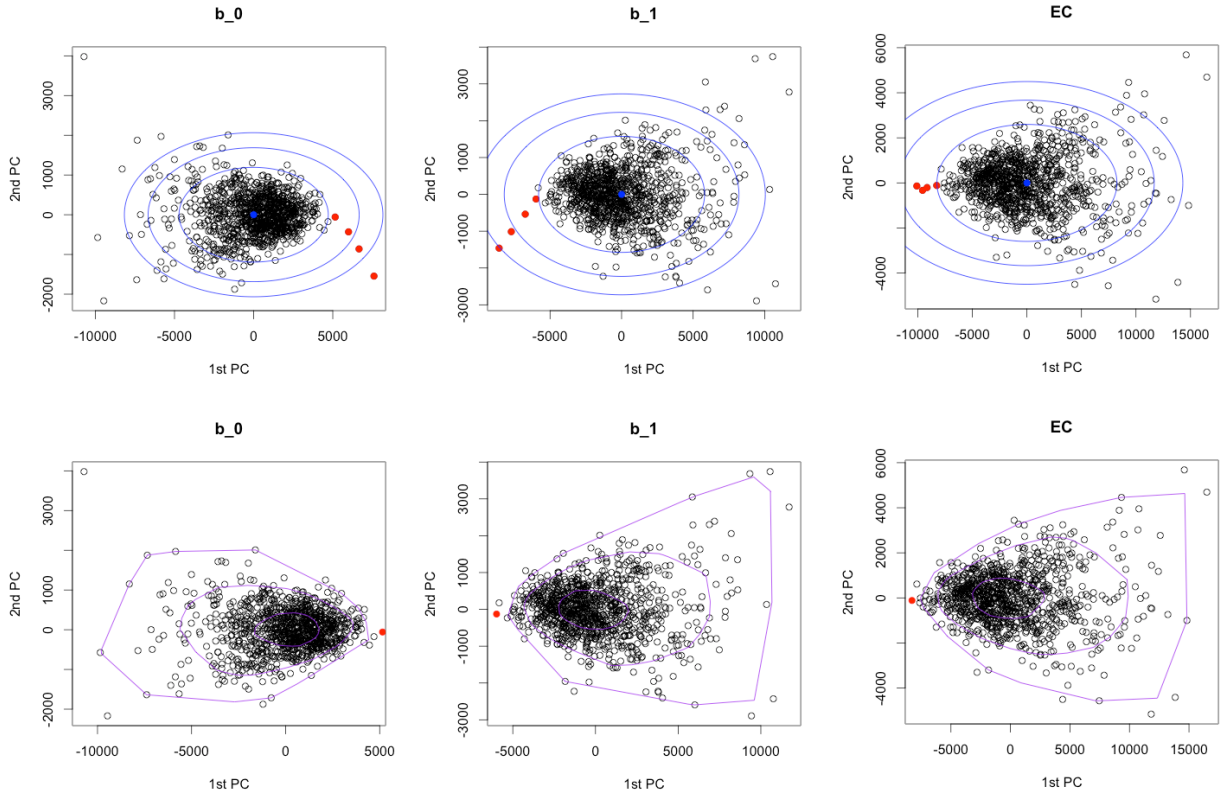 b_0
b_1
EC
2nd PC
-2000 0 1000 3000
-10000 -5000 0 5000
1st PC
2nd PC
-3000 -1000 0 1000 3000
-5000 0 5000 10000
1st PC
2nd PC
-4000 0 2000 4000 6000
-10000 -5000 0 5000 10000 15000
1st PC
b_0
b_1
EC
2nd PC
-2000 0 1000 3000
-10000 -5000 0 5000
1st PC
2nd PC
-3000 -1000 0 1000 3000
-5000 0 5000 10000
1st PC
2nd PC
-4000 0 2000 4000 6000
-5000 0 5000 10000 15000
1st PC